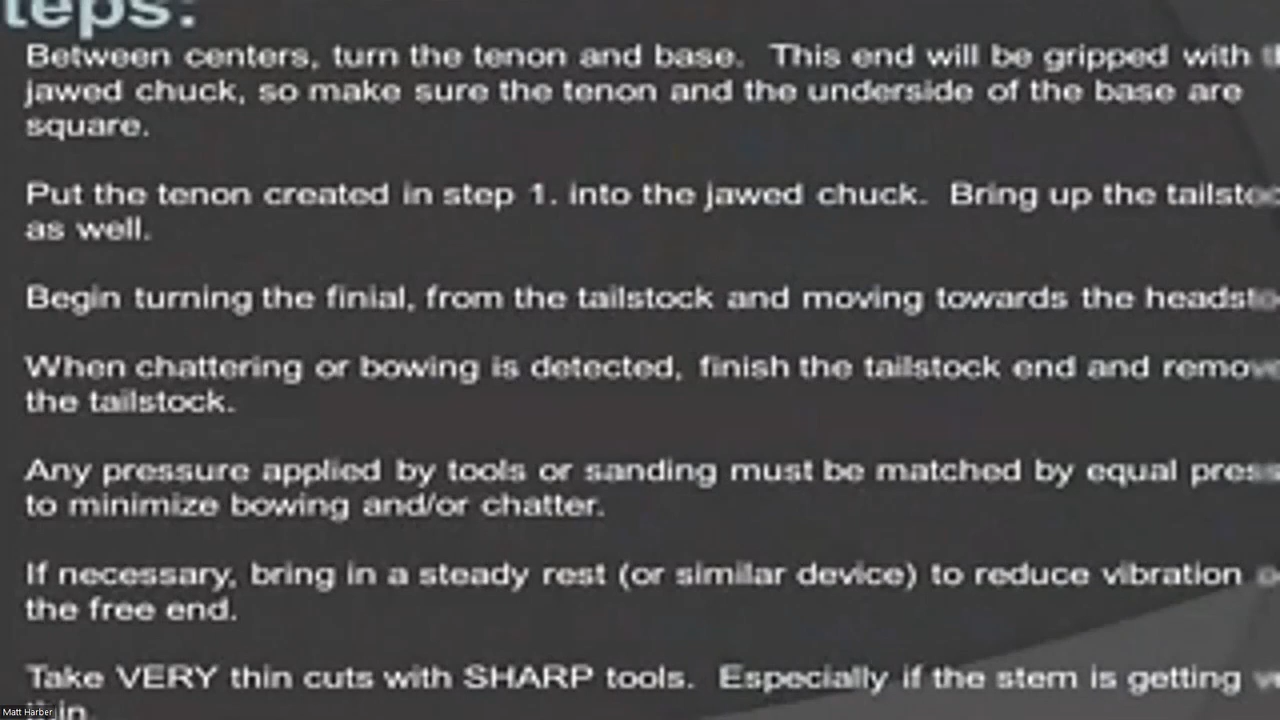 teps:
Between centers, turn the tenon and base. This end will be gripped with
jawed chuck, so make sure the tenon and the underside of the base are
square.
Put the tenon created in step 1. into the jawed chuck. Bring up the tailstoc
as well.
Begin turning the finial, from the tailstock and moving towards the headsto
When chattering or bowing is detected, finish the tailstock end and remove
the tailstock.
Any pressure applied by tools or sanding must be matched by equal press
to minimize bowing and/or chatter.
If necessary, bring in a steady rest (or similar device) to reduce vibration
the free end.
Take VERY thin cuts with SHARP tools. Especially if the stem is getting
Matt Harber